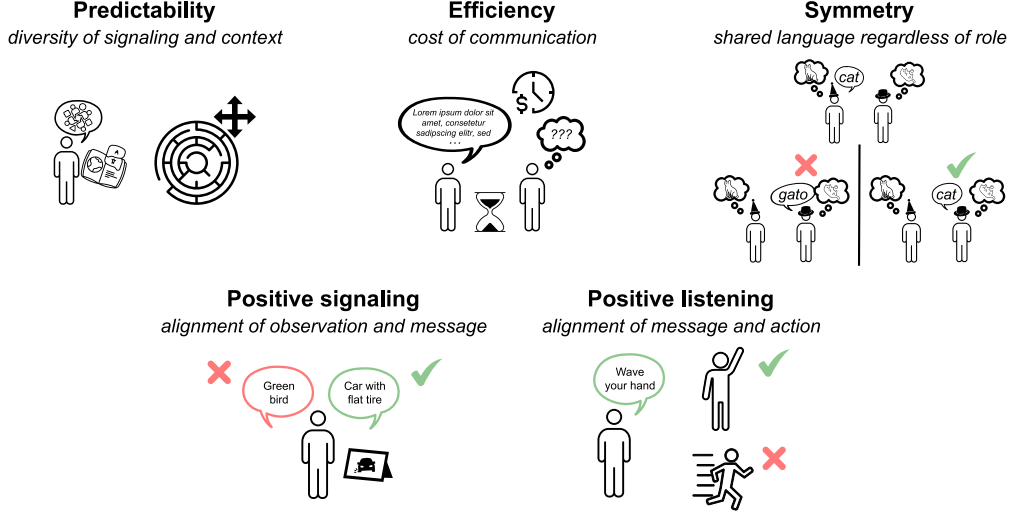 Predictability
diversity of signaling and context
Efficiency
cost of communication
Lorem ipsum dolor sit
amet, consetetur
sadipscing elitr, sed
...
$
???
Symmetry
shared language regardless of role
cat
gato
cat
Positive signaling
alignment of observation and message
Green
bird
Car with
flat tire
Positive listening
alignment of message and action
Wave
your hand